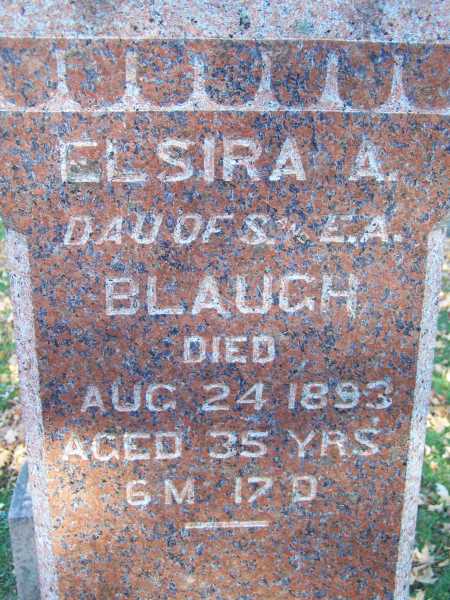 ELSIRA A.
DAU OF S. & E.A.
BLAUGH
DIED
AUG 24 1893
AGED 35 YRS
6 M 17 D